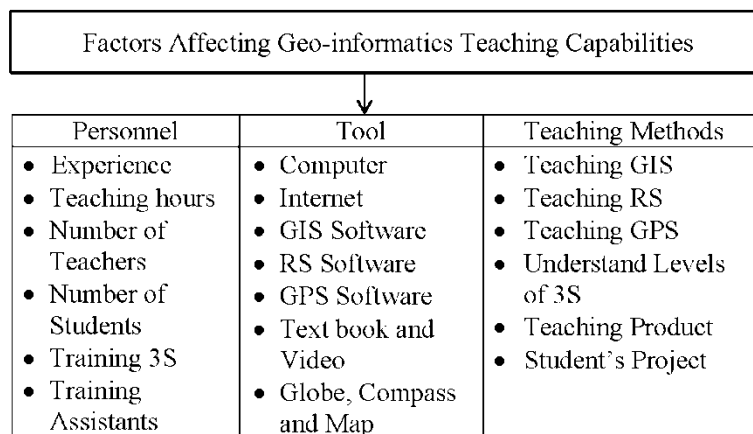 Factors Affecting Geo-informatics Teaching Capabilities
Personnel
• Experience
• Teaching hours
• Number of
Teachers
• Number of
Students
• Training 3S
• Training
Assistants
Tool
• Computer
• Internet
• GIS Software
• RS Software
• GPS Software
• Text book and
Video
• Globe, Compass
and Map
Teaching Methods
• Teaching GIS
• Teaching RS
• Teaching GPS
• Understand Levels
of 3S
• Teaching Product
• Student’s Project